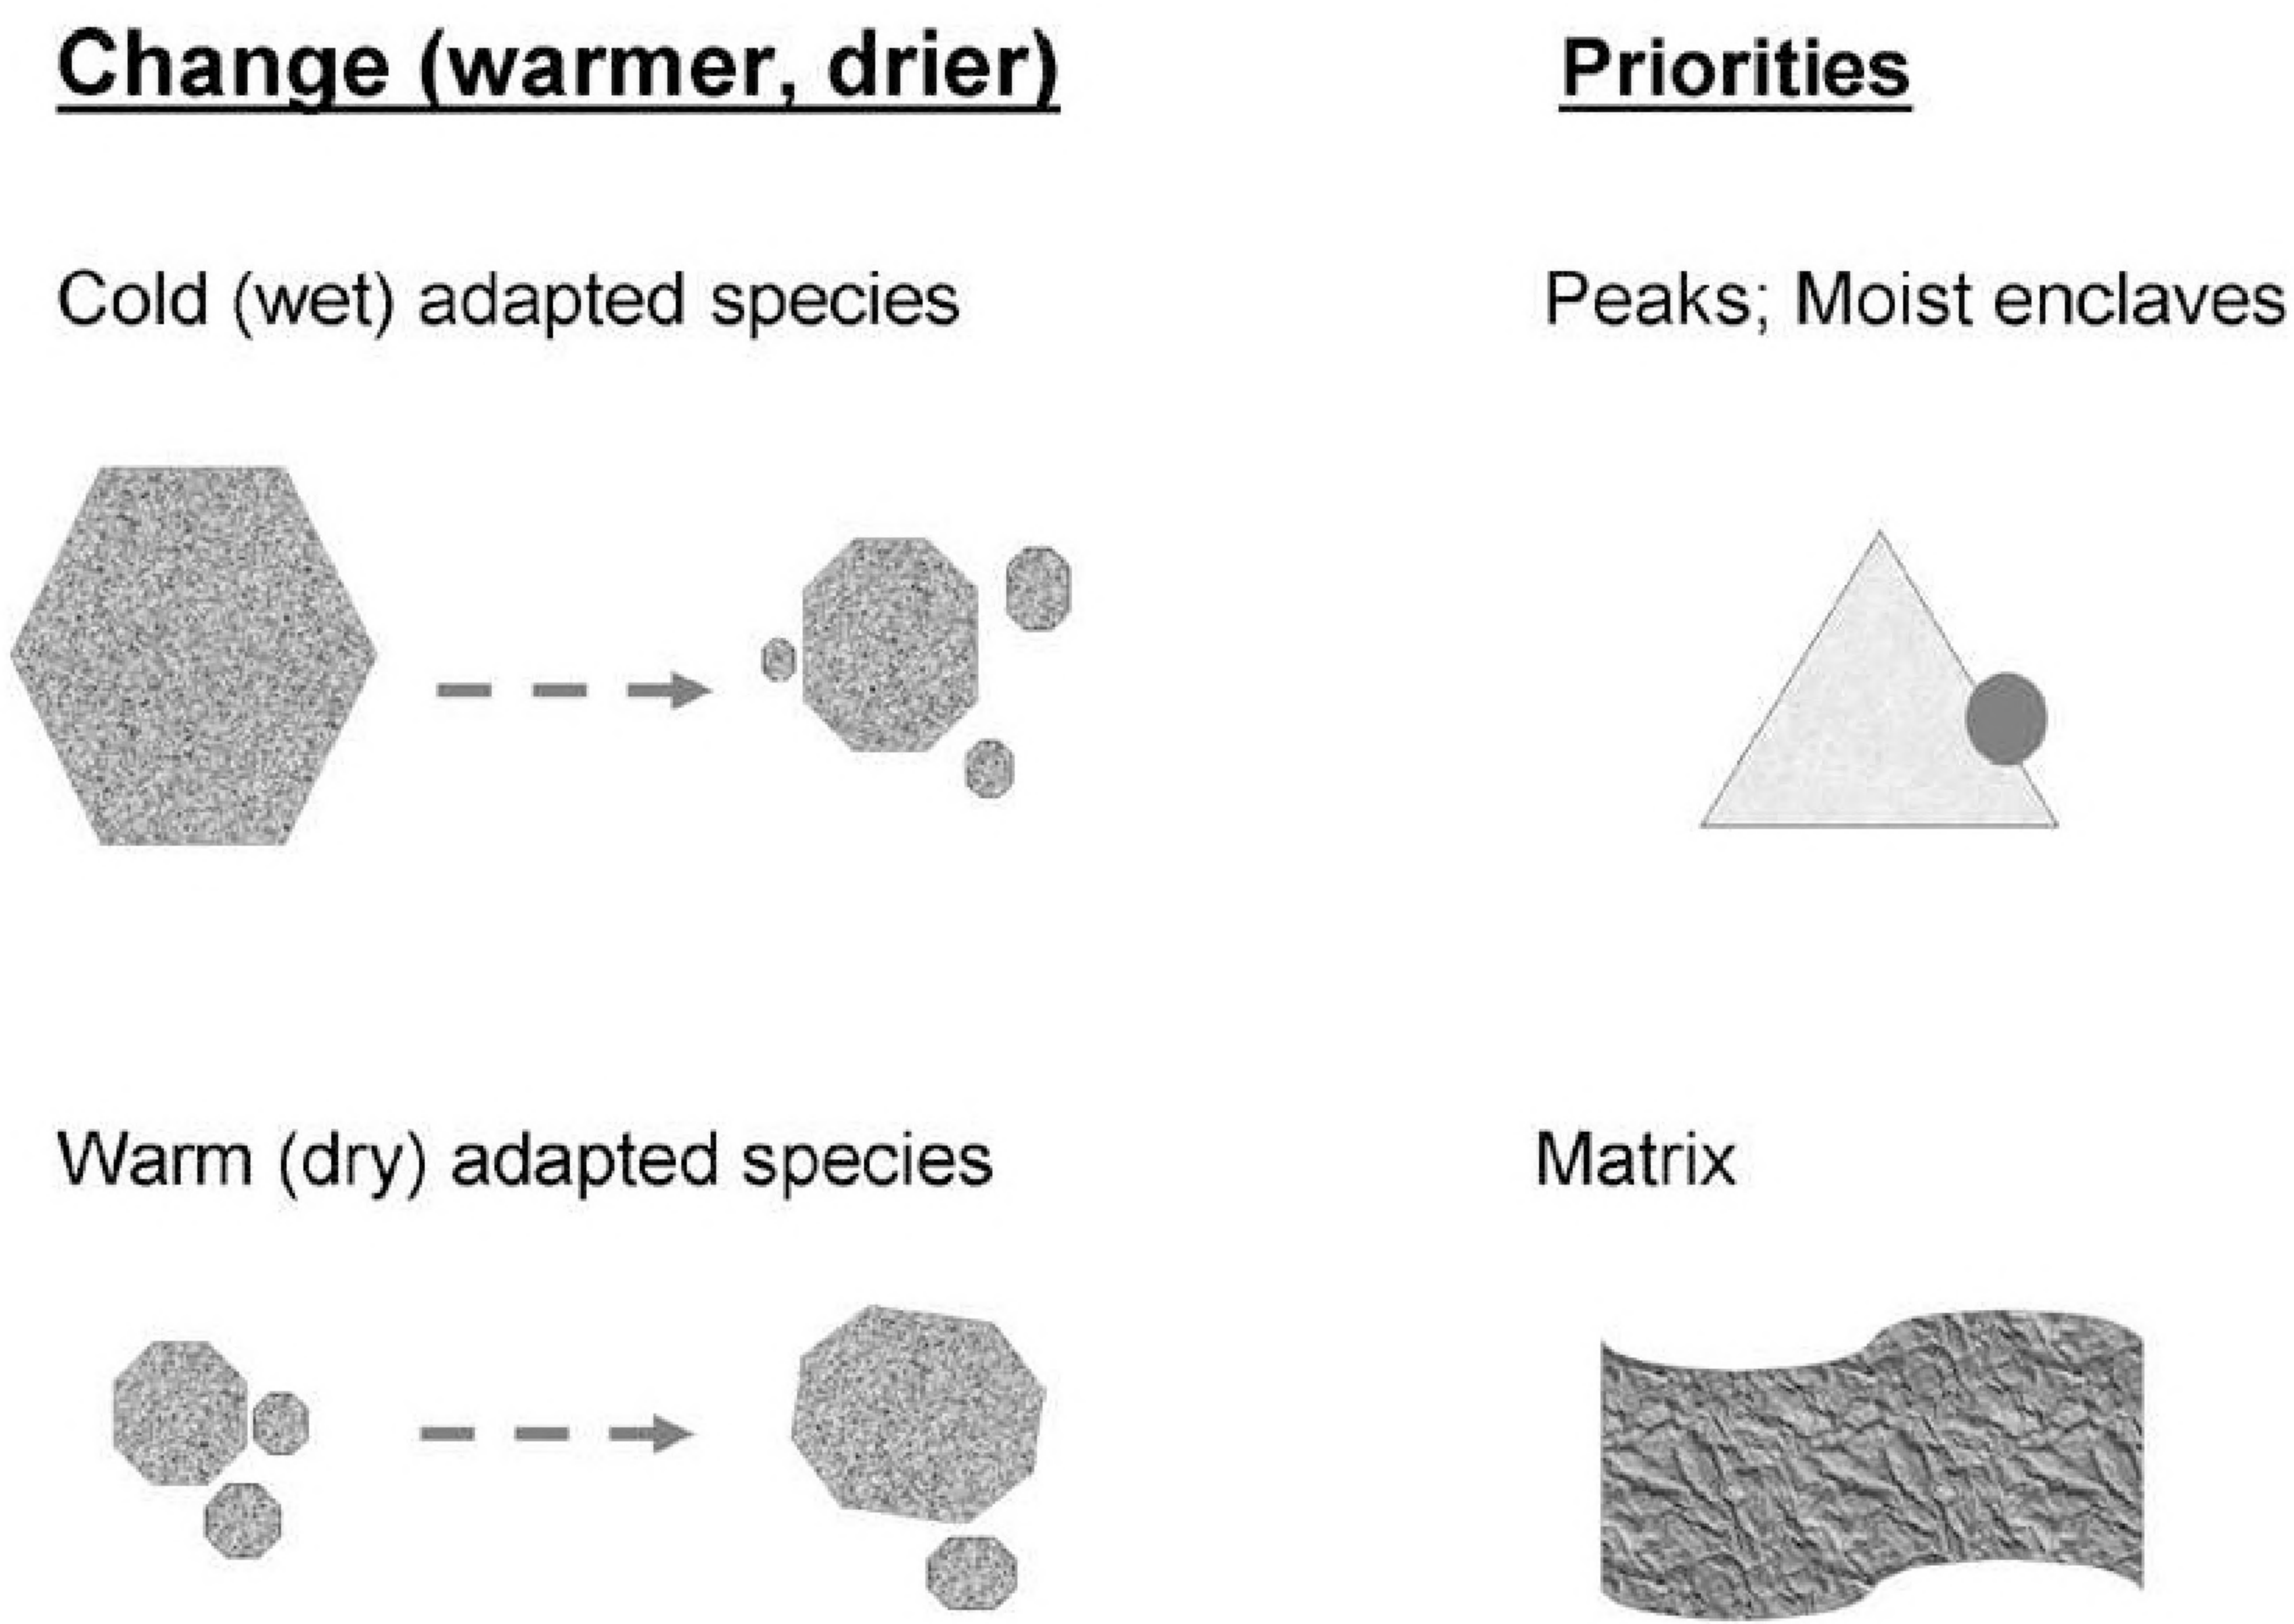 Change (warmer, drier)
Priorities
Cold (wet) adapted species
Peaks; Moist enclaves
Warm (dry) adapted species
Matrix